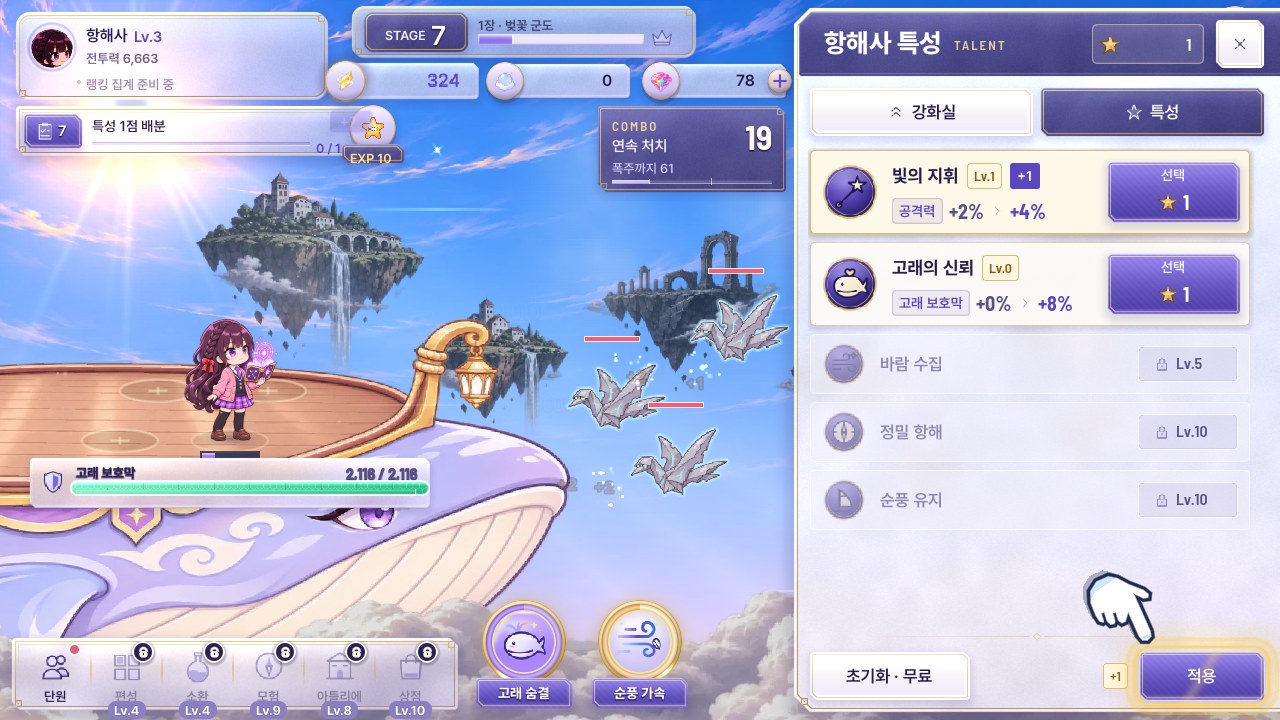 항해사 Lv.3
전투력 6,663
랭킹 집계 준비 중
STAGE 7
1장 · 벚꽃 군도
324
0
78
7
특성 1점 배분
0 / 1
EXP 10
COMBO
연속 처치
19
폭주까지 61
고래 보호막
2,116 / 2,116
단원
편성
Lv.4
소환
Lv.4
모험
Lv.9
아틀리에
Lv.8
상점
Lv.10
고래 숨결
순풍 가속
항해사 특성 TALENT
1
강화실
특성
빛의 지휘 Lv.1 +1
공격력 +2% > +4%
선택
1
고래의 신뢰 Lv.0
고래 보호막 +0% > +8%
선택
1
바람 수집
Lv.5
정밀 항해
Lv.10
순풍 유지
Lv.10
초기화 · 무료
+1
적용